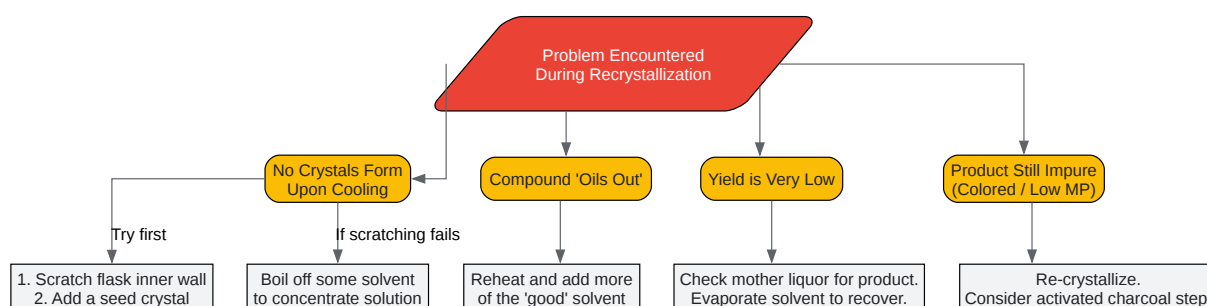 Problem Encountered
During Recrystallization
No Crystals Form
Upon Cooling
Compound 'Oils Out'
Yield is Very Low
Product Still Impure
(Colored / Low MP)
Try first
If scratching fails
1. Scratch flask inner wall
2. Add a seed crystal
Boil off some solvent
to concentrate solution
Reheat and add more
of the 'good' solvent
Check mother liquor for product.
Evaporate solvent to recover.
Re-crystallize.
Consider activated charcoal step